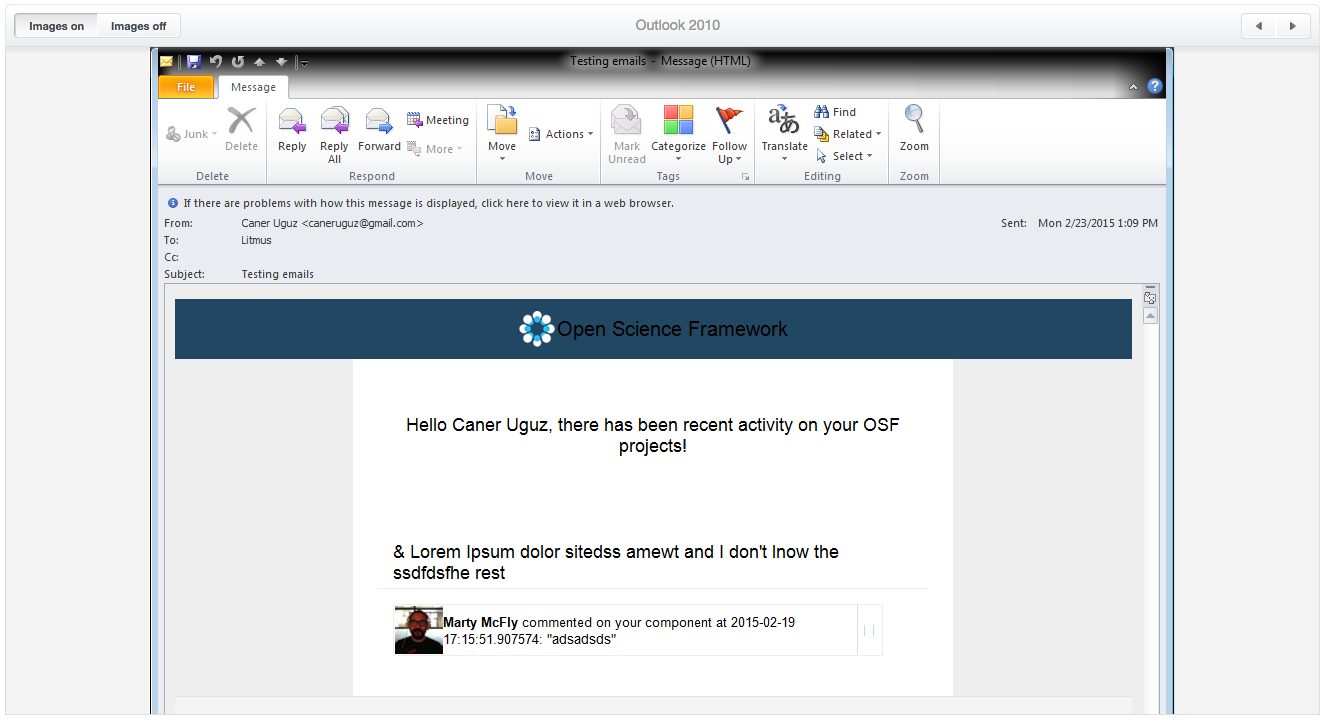 Images on Images off Outlook 2010
Testing emails - Message (HTML)
File Message
Junk Delete Reply Reply All Forward Meeting More Move Actions Mark Unread Categorize Follow Up Translate Find Related Select Zoom
Delete Respond Move Tags Editing Zoom
If there are problems with how this message is displayed, click here to view it in a web browser.
From: Caner Uguz <caneruguz@gmail.com> Sent: Mon 2/23/2015 1:09 PM
To: Litmus
Cc:
Subject: Testing emails
Open Science Framework
Hello Caner Uguz, there has been recent activity on your OSF
projects!
& Lorem Ipsum dolor sitedss amewt and I don't lnow the
ssdfdsfhe rest
Marty McFly commented on your component at 2015-02-19
17:15:51.907574: "adsadsds"